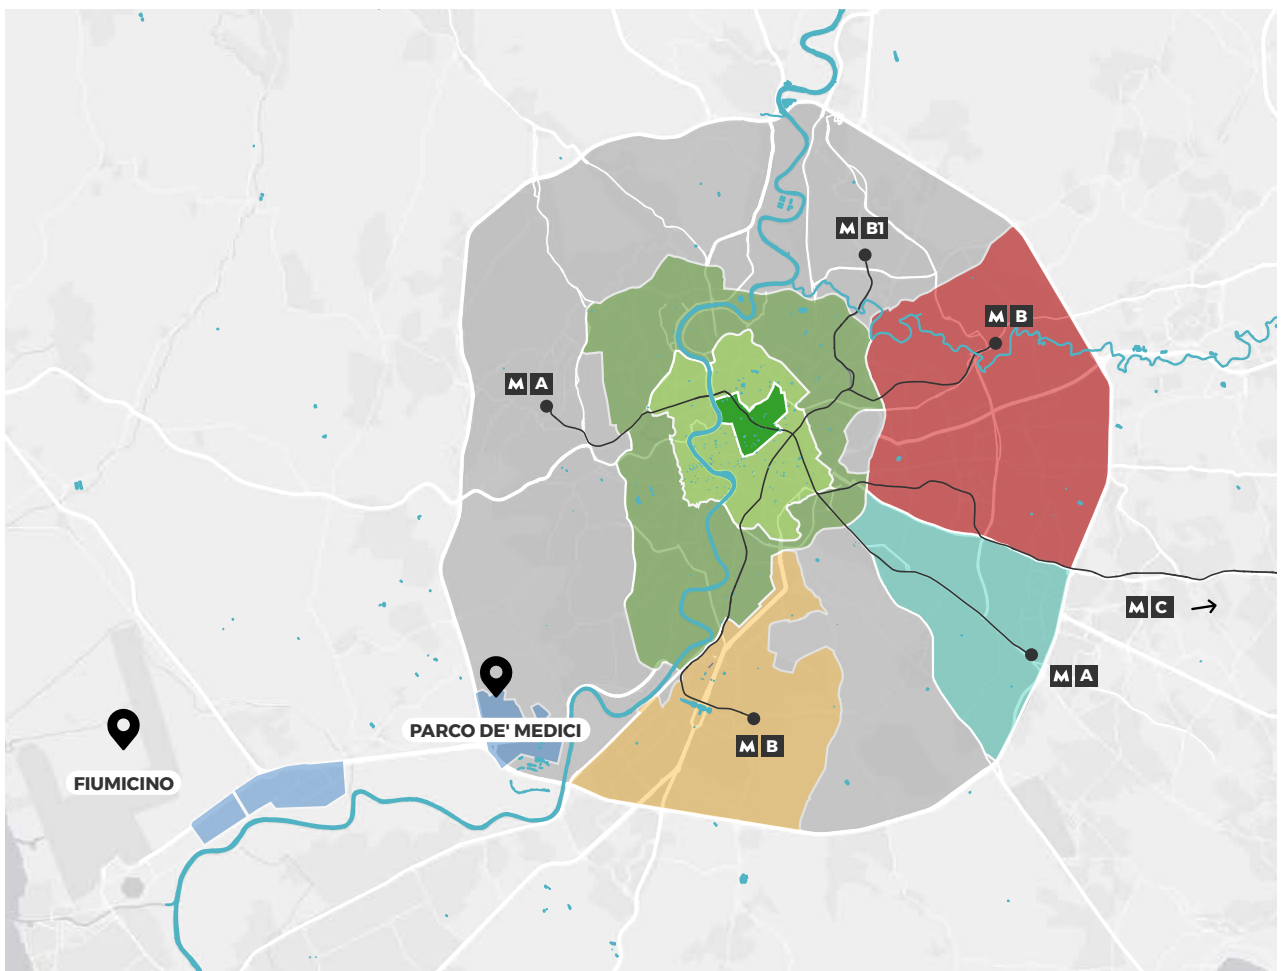 M B1
M B
M A
M C →
M A
PARCO DE' MEDICI
M B
FIUMICINO